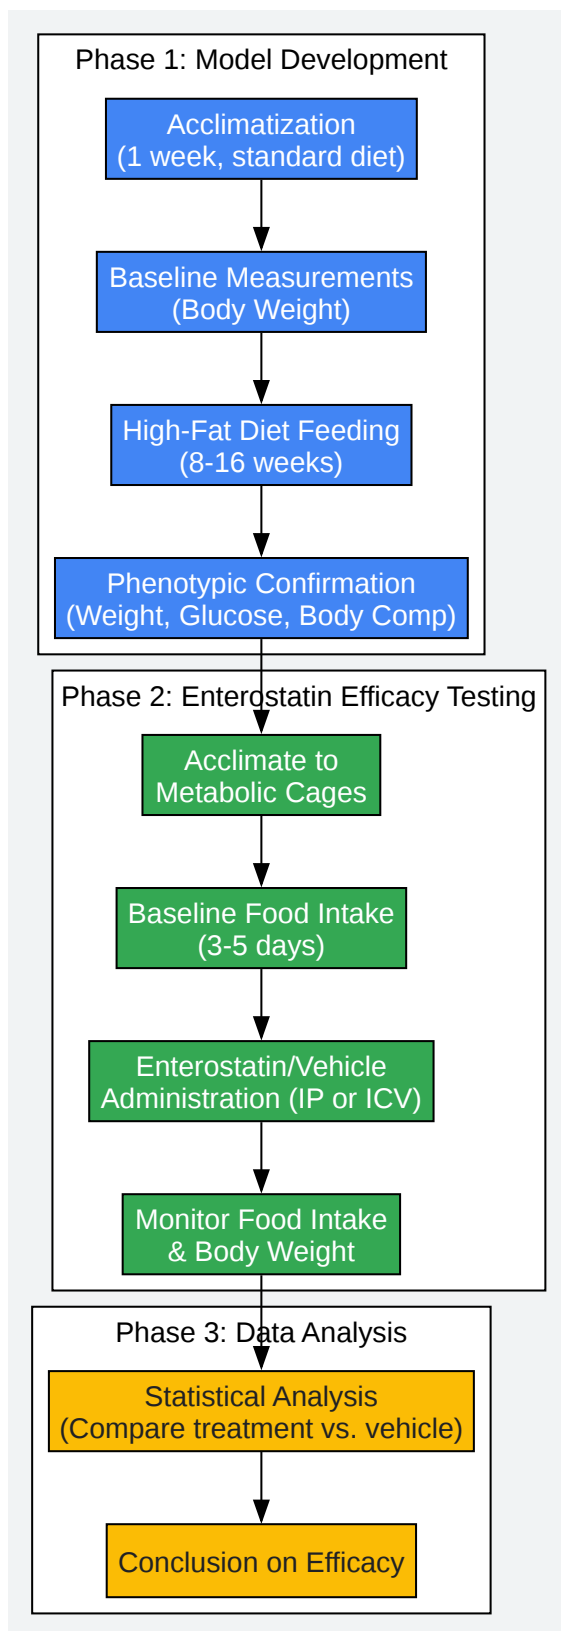 Phase 1: Model Development
Acclimatization
(1 week, standard diet)
Baseline Measurements
(Body Weight)
High-Fat Diet Feeding
(8-16 weeks)
Phenotypic Confirmation
(Weight, Glucose, Body Comp)
Phase 2: Enterostatin Efficacy Testing
Acclimate to
Metabolic Cages
Baseline Food Intake
(3-5 days)
Enterostatin/Vehicle
Administration (IP or ICV)
Monitor Food Intake
& Body Weight
Phase 3: Data Analysis
Statistical Analysis
(Compare treatment vs. vehicle)
Conclusion on Efficacy